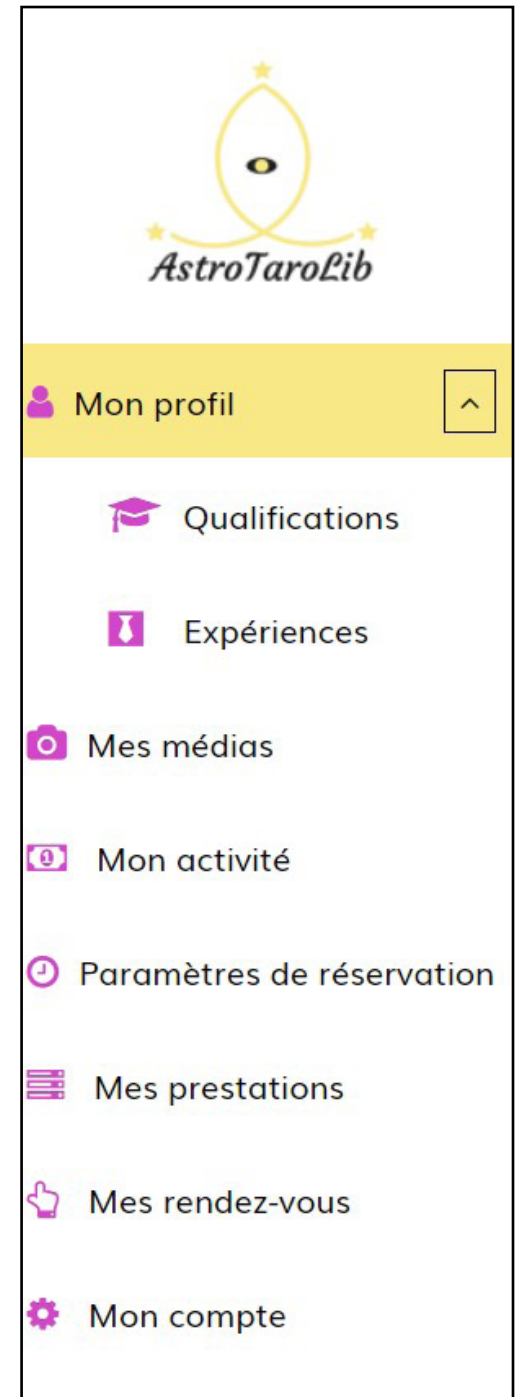 AstroTaroLib
Mon profil
Qualifications
Expériences
Mes médias
Mon activité
Paramètres de réservation
Mes prestations
Mes rendez-vous
Mon compte